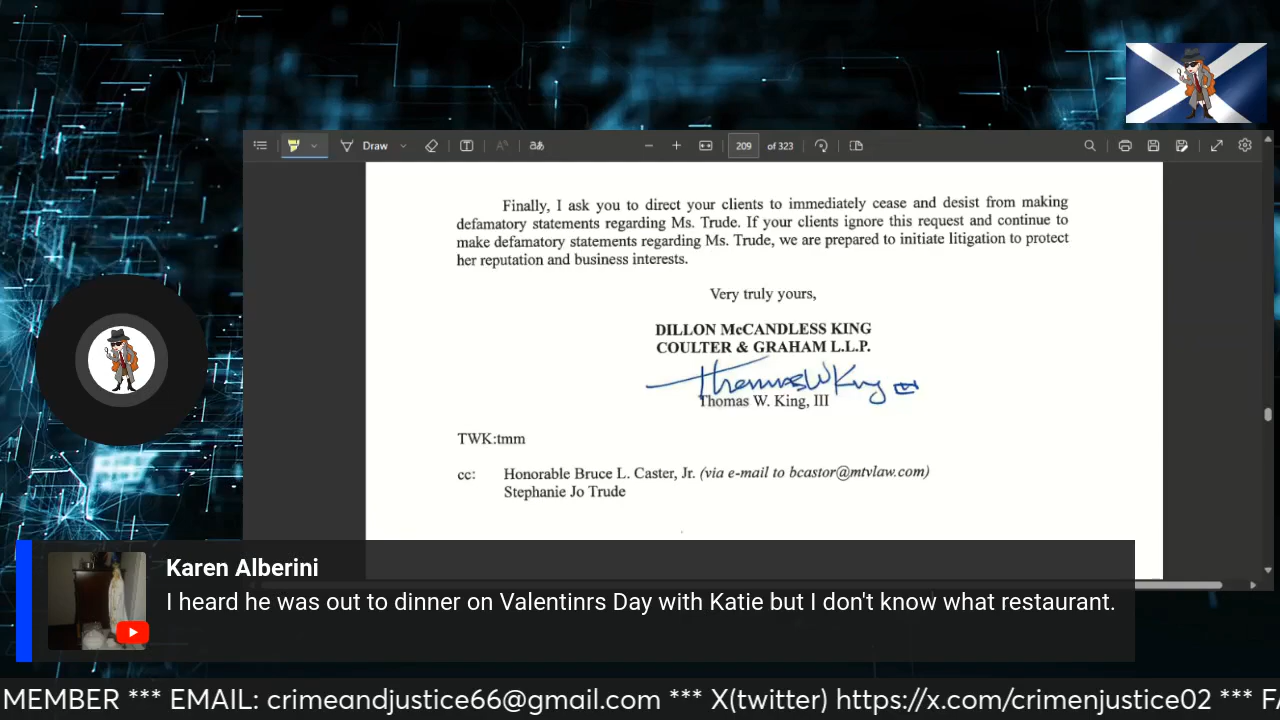 Draw
209 of 323
Finally, I ask you to direct your clients to immediately cease and desist from making
defamatory statements regarding Ms. Trude. If your clients ignore this request and continue to
make defamatory statements regarding Ms. Trude, we are prepared to initiate litigation to protect
her reputation and business interests.
Very truly yours,
DILLON McCANDLESS KING
COULTER & GRAHAM L.L.P.
Thomas W King III
Thomas W. King, III
TWK:tmm
cc: Honorable Bruce L. Caster, Jr. (via e-mail to bcastor@mtvlaw.com)
Stephanie Jo Trude
Karen Alberini
I heard he was out to dinner on Valentinrs Day with Katie but I don't know what restaurant.
MEMBER *** EMAIL: crimeandjustice66@gmail.com *** X(twitter) https://x.com/crimenjustice02 *** FA